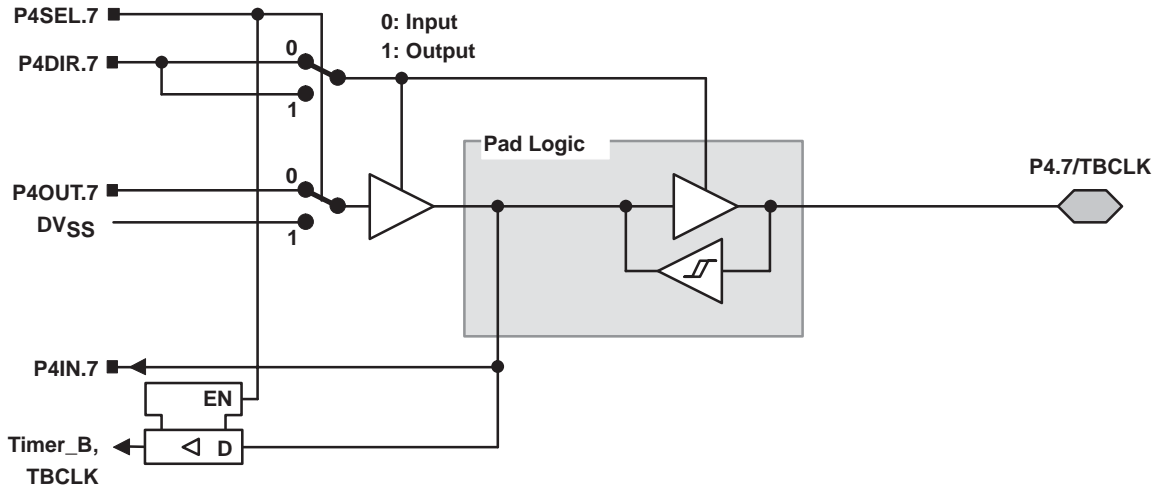 P4SEL.7
0: Input
1: Output
P4DIR.7
0
1
Pad Logic
P4.7/TBCLK
P4OUT.7
0
DVSS
1
P4IN.7
EN
Timer_B,
TBCLK
D